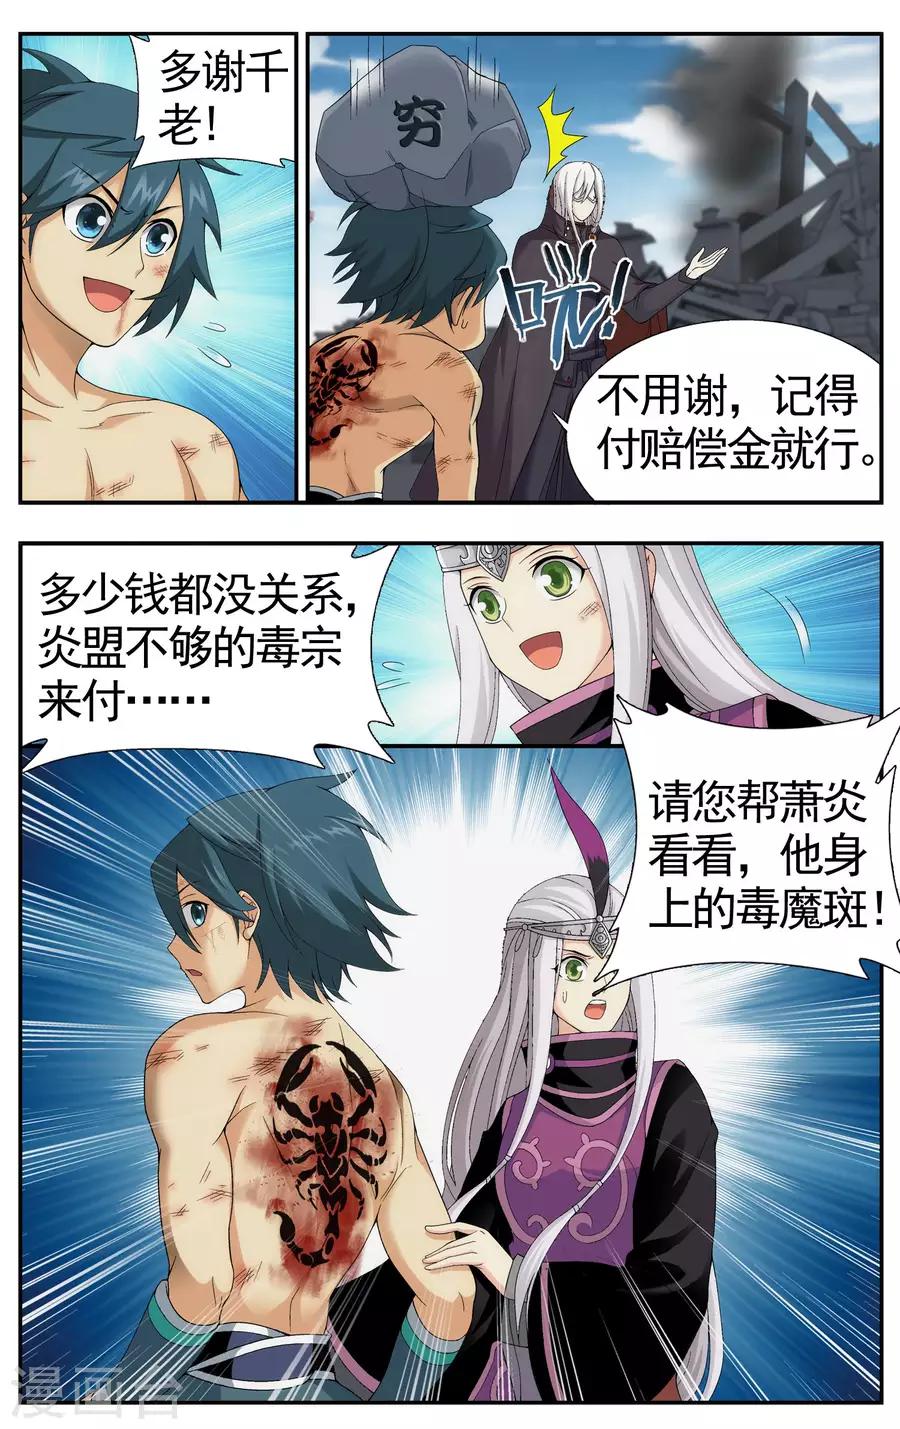 多谢千
老！
穷
咣！
不用谢，记得
付赔偿金就行。
多少钱都没关系，
炎盟不够的毒宗
来付……
请您帮萧炎
看看，他身
上的毒魔斑！
漫画台